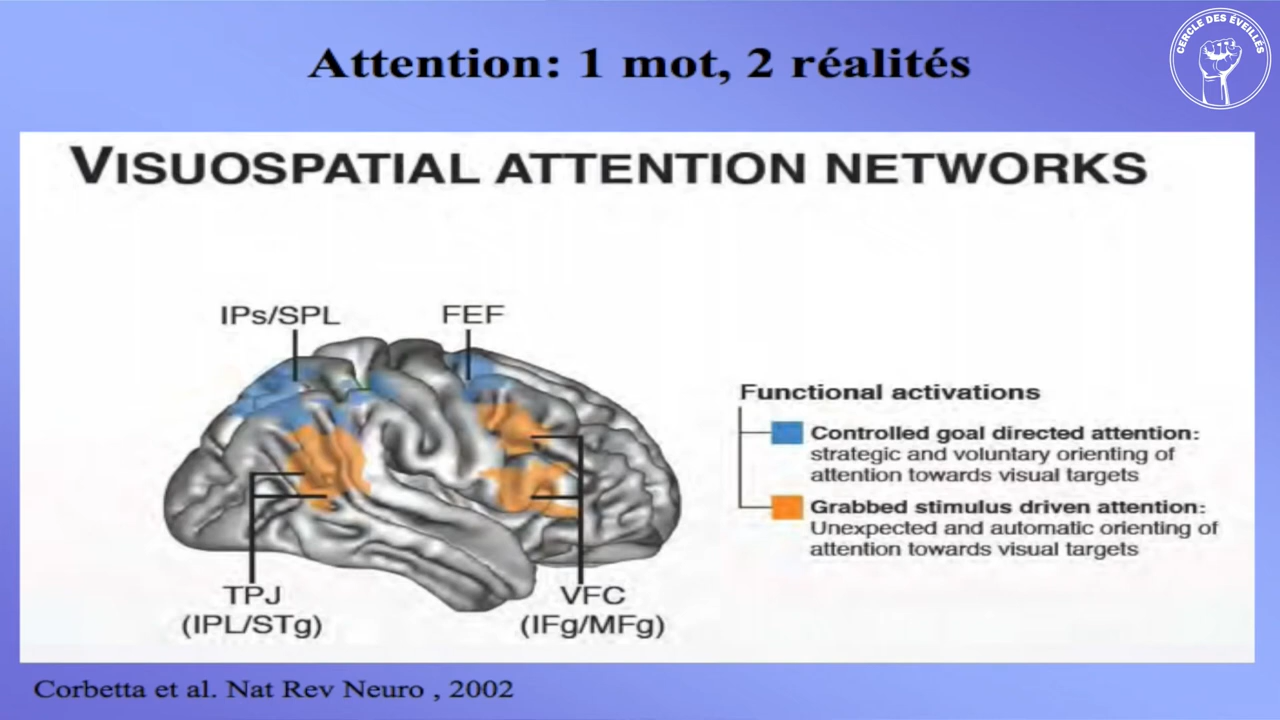 Attention: 1 mot, 2 réalités
CERCLE DES ÉVEILLÉS
VISUOSPATIAL ATTENTION NETWORKS
IPs/SPL
FEF
Functional activations
Controlled goal directed attention:
strategic and voluntary orienting of
attention towards visual targets
Grabbed stimulus driven attention:
Unexpected and automatic orienting of
attention towards visual targets
TPJ
(IPL/STg)
VFC
(IFg/MFg)
Corbetta et al. Nat Rev Neuro , 2002